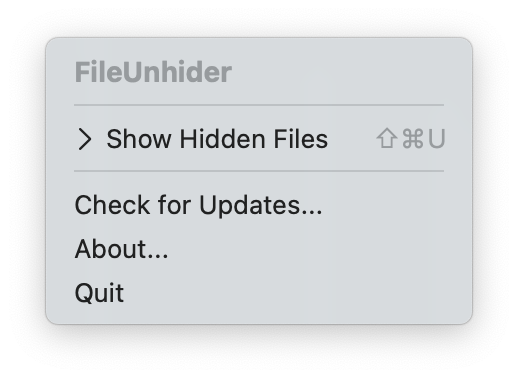 FileUnhider
Show Hidden Files ⇧⌘U
Check for Updates...
About...
Quit